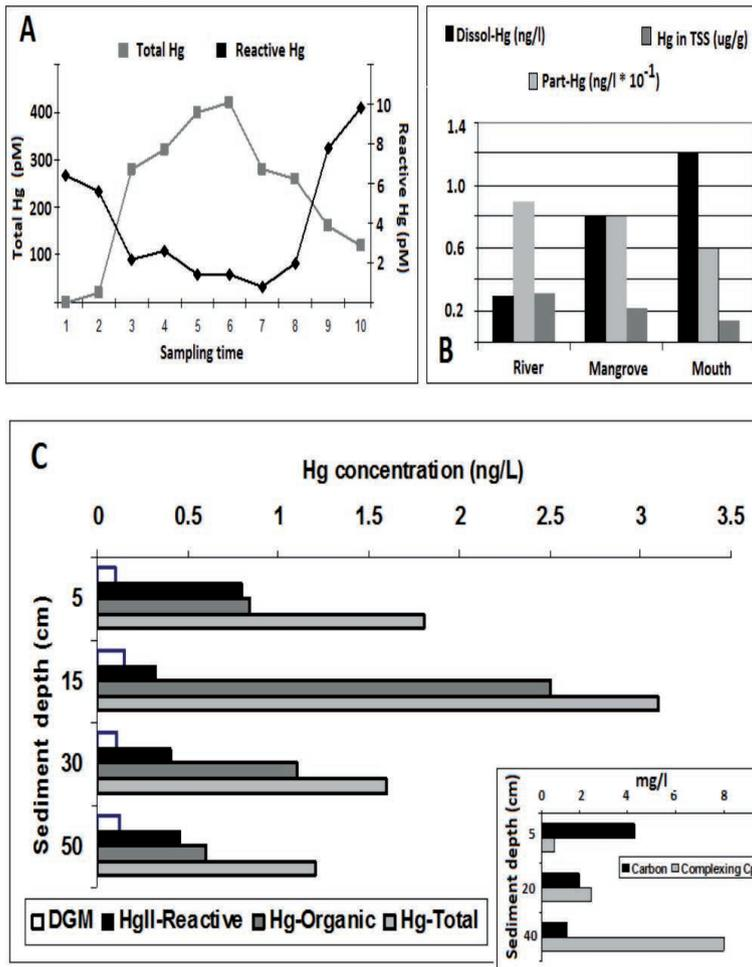 A
Total Hg Reactive Hg
400
300
200
100
Total Hg (pM)
10
8
6
4
2
Reactive Hg (pM)
1 2 3 4 5 6 7 8 9 10
Sampling time
Dissol-Hg (ng/l) Hg in TSS (ug/g)
Part-Hg (ng/l * 10-1)
1.4
1.0
0.6
0.2
B
River Mangrove Mouth
C
Hg concentration (ng/L)
0 0.5 1 1.5 2 2.5 3 3.5
Sediment depth (cm)
5
15
30
50
DGM HgII-Reactive Hg-Organic Hg-Total
mg/l
0 2 4 6 8
Sediment depth (cm)
5
20
40
Carbon Complexing Cp